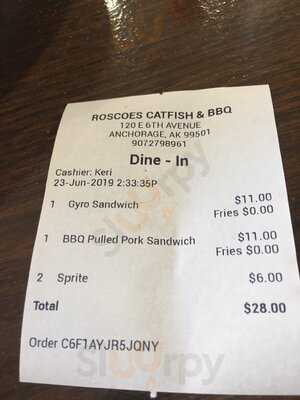 ROSCOES CATFISH & BBQ
120 E 6TH AVENUE
ANCHORAGE, AK 99501
9072798961
Dine - In
Cashier: Keri
23-Jun-2019 2:33:35P
1 Gyro Sandwich $11.00
Fries $0.00
1 BBQ Pulled Pork Sandwich $11.00
Fries $0.00
2 Sprite $6.00
Total $28.00
Order C6F1AYJR5JQNY
sluurpy
sluurpy